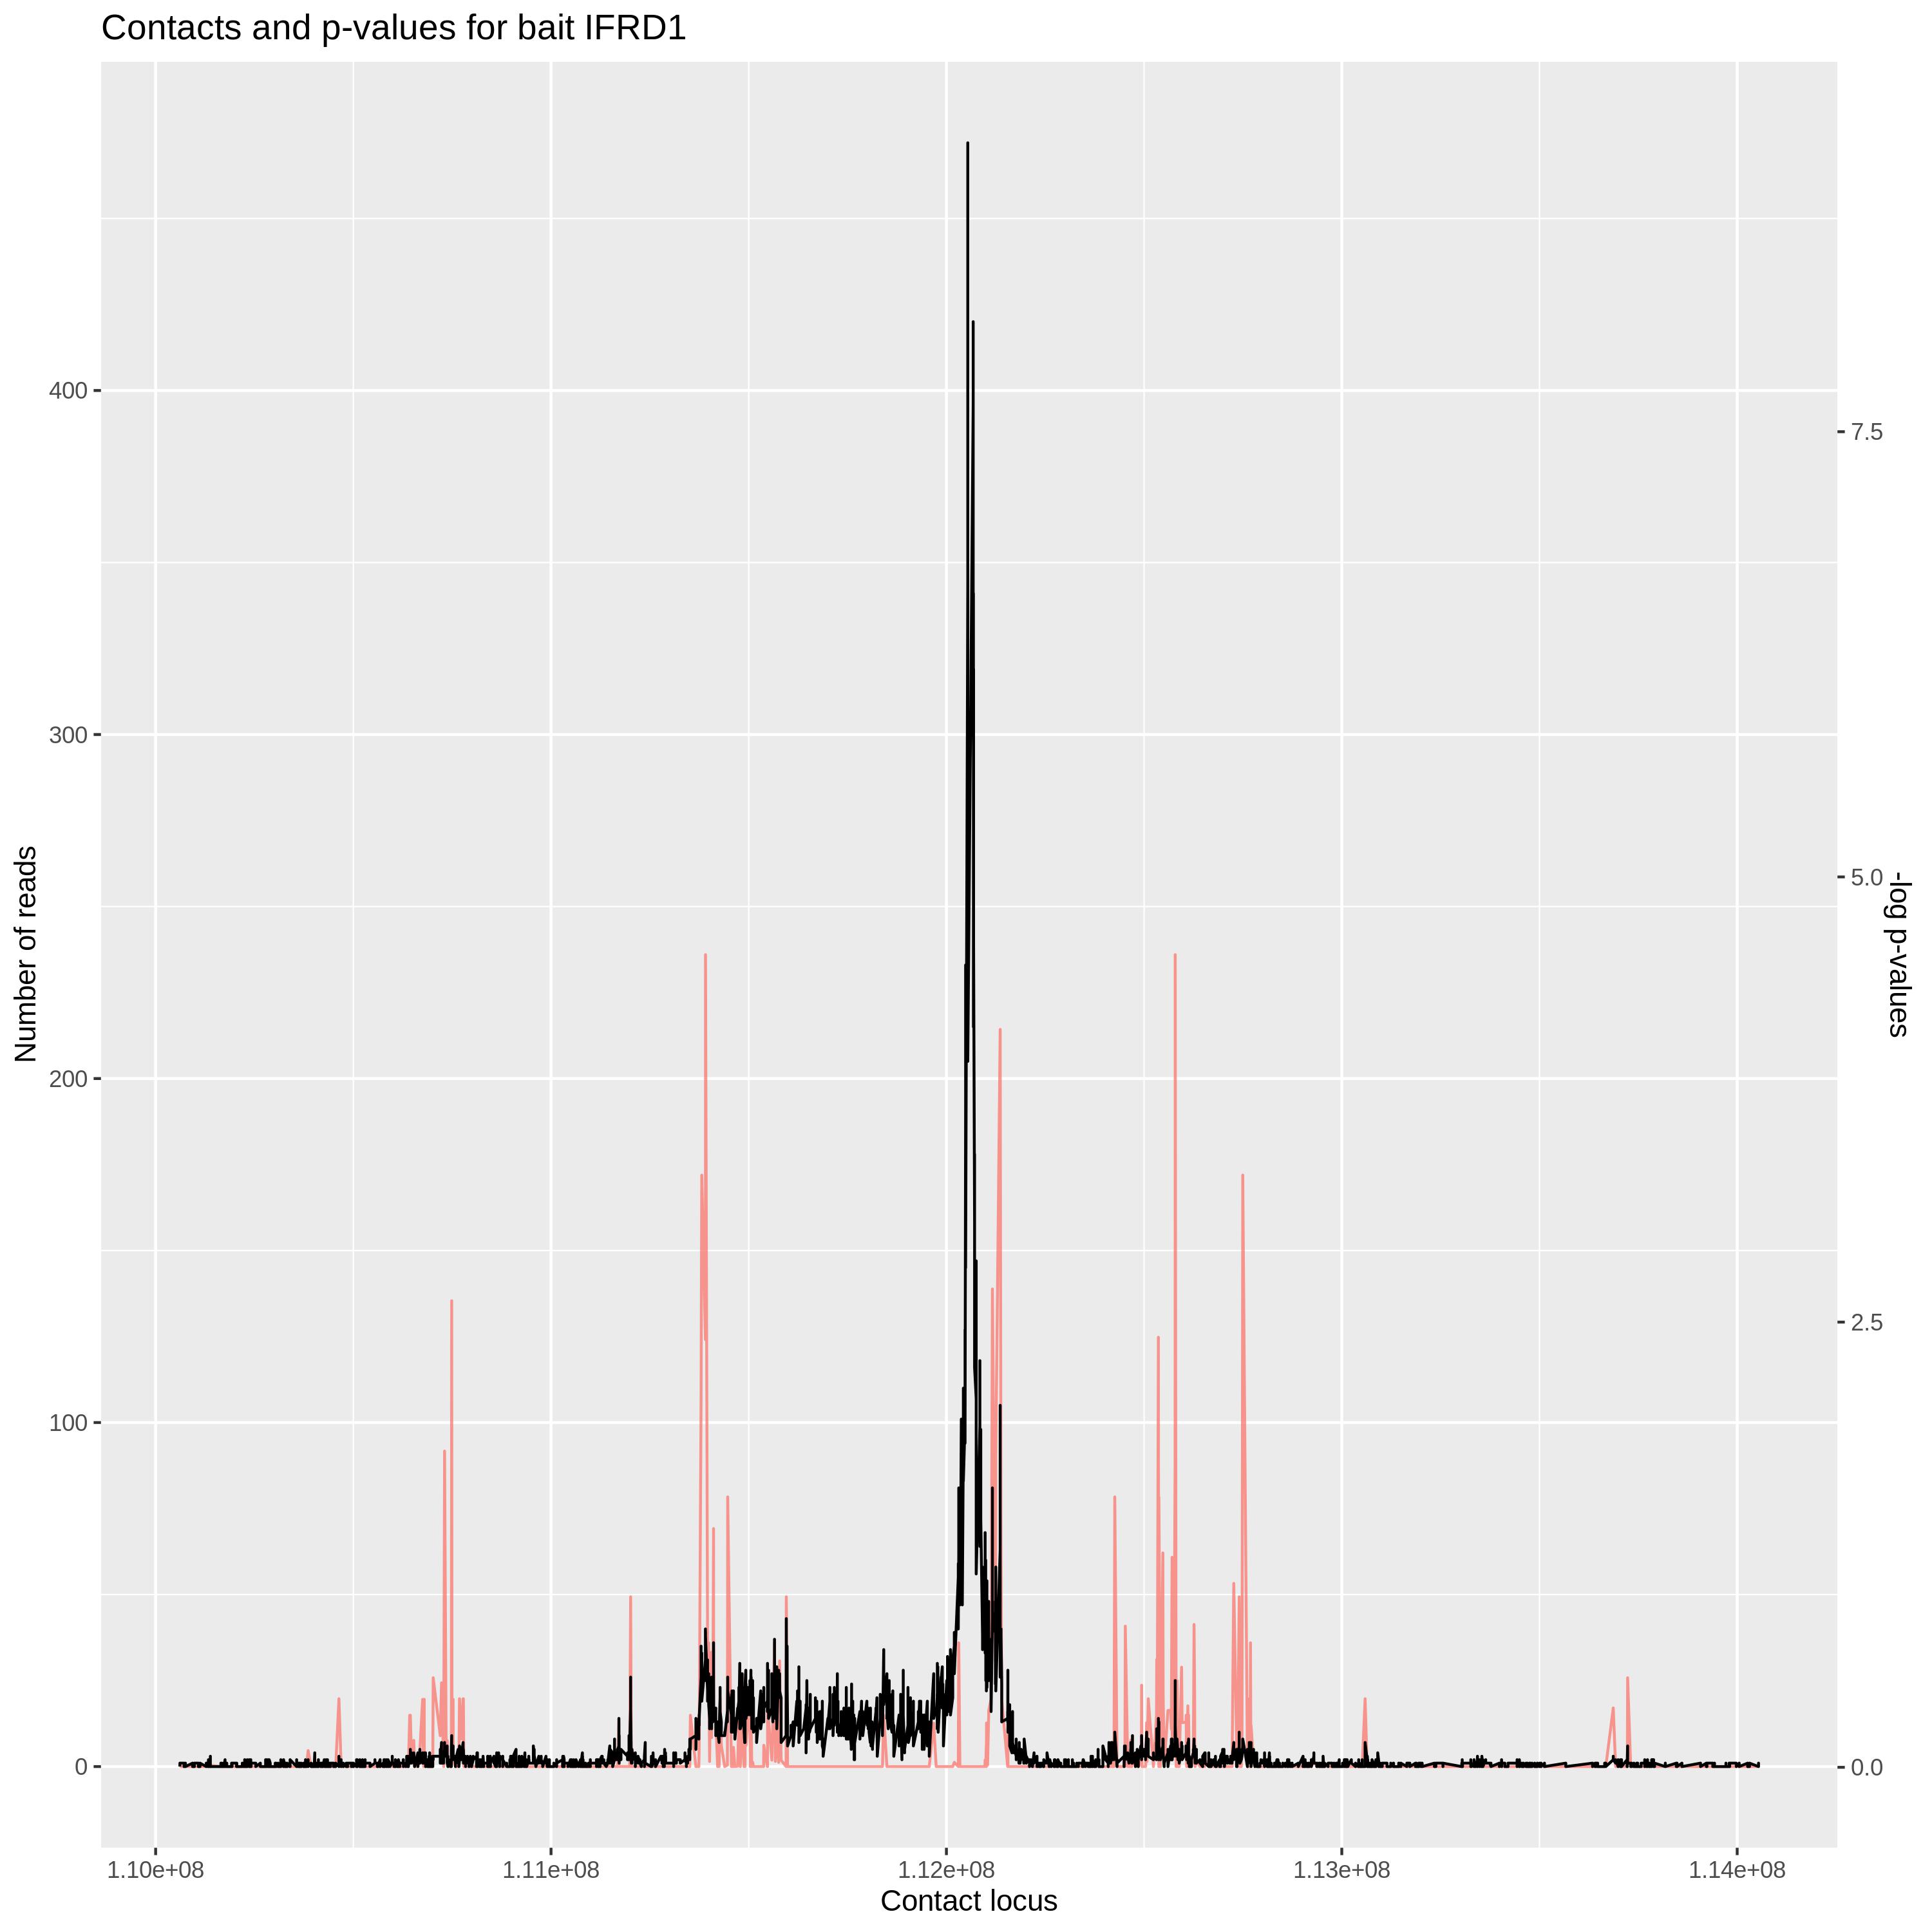 Contacts and p-values for bait IFRD1
Number of reads
400
300
200
100
0
7.5
5.0
2.5
0.0
-log p-values
1.10e+08
1.11e+08
1.12e+08
1.13e+08
1.14e+08
Contact locus